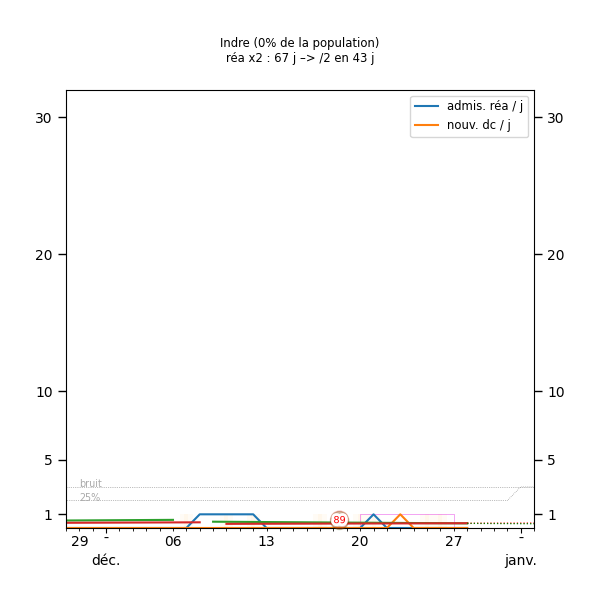 Indre (0% de la population)
réa x2 : 67 j –> /2 en 43 j
admis. réa / j
nouv. dc / j
30
30
20
20
10
10
5
5
bruit
25%
1
89
1
29 - 06 13 20 27 -
déc. janv.